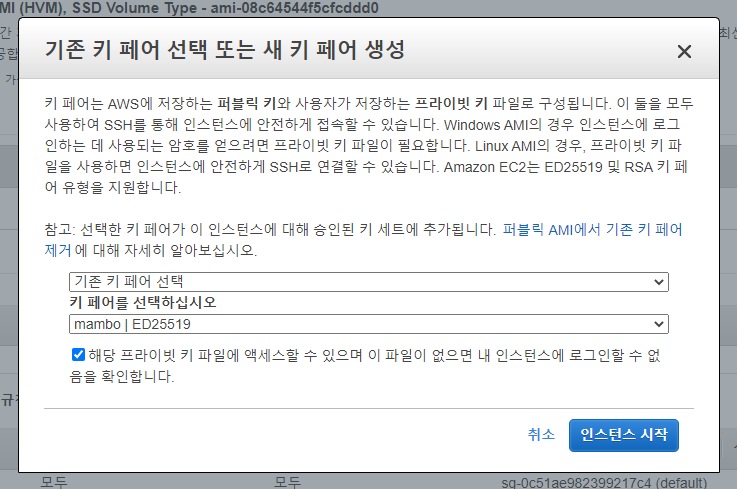 MI (HVM), SSD Volume Type - ami-08c64544f5cfcddd0
기존 키 페어 선택 또는 새 키 페어 생성
키 페어는 AWS에 저장하는 퍼블릭 키와 사용자가 저장하는 프라이빗 키 파일로 구성됩니다. 이 둘을 모두
사용하여 SSH를 통해 인스턴스에 안전하게 접속할 수 있습니다. Windows AMI의 경우 인스턴스에 로그
인하는 데 사용되는 암호를 얻으려면 프라이빗 키 파일이 필요합니다. Linux AMI의 경우, 프라이빗 키 파
일을 사용하면 인스턴스에 안전하게 SSH로 연결할 수 있습니다. Amazon EC2는 ED25519 및 RSA 키 페
어 유형을 지원합니다.
참고: 선택한 키 페어가 이 인스턴스에 대해 승인된 키 세트에 추가됩니다. 퍼블릭 AMI에서 기존 키 페어
제거 에 대해 자세히 알아보십시오.
기존 키 페어 선택
키 페어를 선택하십시오
mambo | ED25519
해당 프라이빗 키 파일에 액세스할 수 있으며 이 파일이 없으면 내 인스턴스에 로그인할 수 없
음을 확인합니다.
취소 인스턴스 시작
모두 모두 sg-0c51ae982399217c4 (default)